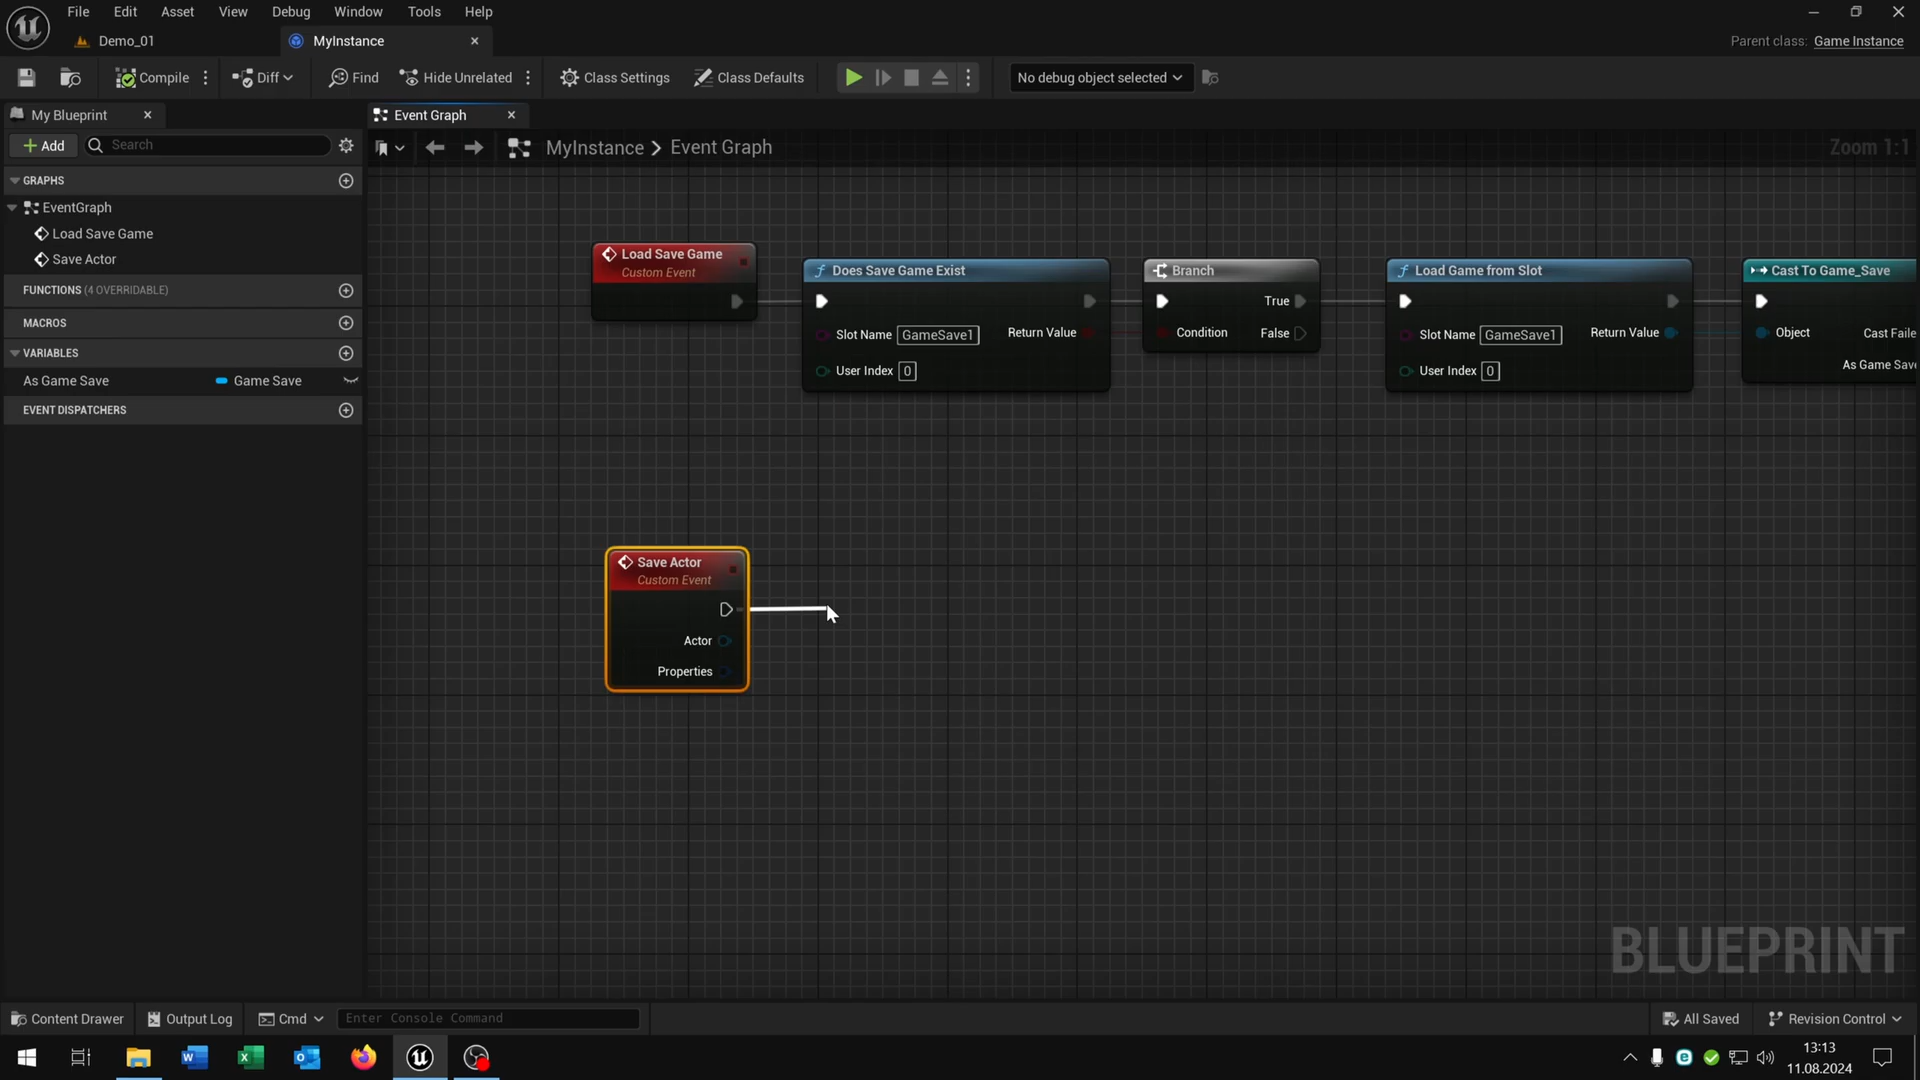 File Edit Asset View Debug Window Tools Help
Demo_01 MyInstance Parent class: Game Instance
Compile Diff Find Hide Unrelated Class Settings Class Defaults No debug object selected
My Blueprint Event Graph
Add Search MyInstance > Event Graph Zoom 1:1
GRAPHS
EventGraph
Load Save Game
Save Actor
FUNCTIONS (4 OVERRIDABLE)
MACROS
VARIABLES
As Game Save Game Save
EVENT DISPATCHERS
Load Save Game
Custom Event
Does Save Game Exist
Slot Name GameSave1 Return Value
User Index 0
Branch
True
Condition False
Load Game from Slot
Slot Name GameSave1 Return Value
User Index 0
Cast To Game_Save
Object Cast Faile
As Game Save
Save Actor
Custom Event
Actor
Properties
BLUEPRINT
Content Drawer Output Log Cmd Enter Console Command All Saved Revision Control
13:13
11.08.2024